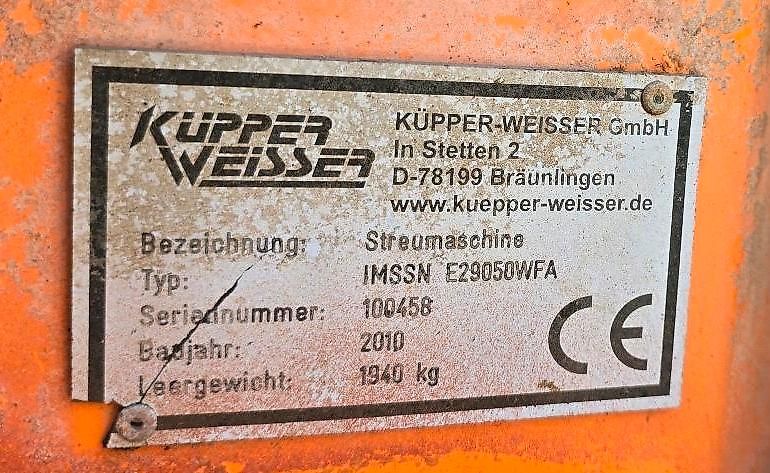 KÜPPER
WEISSER
KÜPPER-WEISSER GmbH
In Stetten 2
D-78199 Bräunlingen
www.kuepper-weisser.de
Bezeichnung: Streumaschine
Typ: IMSSN E29050WFA
Seriennummer: 100458
Baujahr: 2010
Leergewicht: 1940 kg
CE